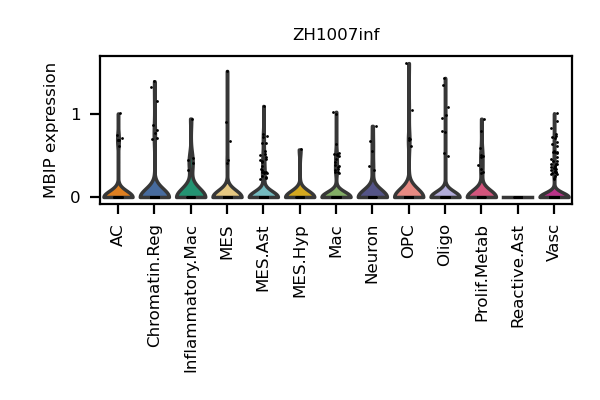 ZH1007inf
MBIP expression
1
0
AC
Chromatin.Reg
Inflammatory.Mac
MES
MES.Ast
MES.Hyp
Mac
Neuron
OPC
Oligo
Prolif.Metab
Reactive.Ast
Vasc